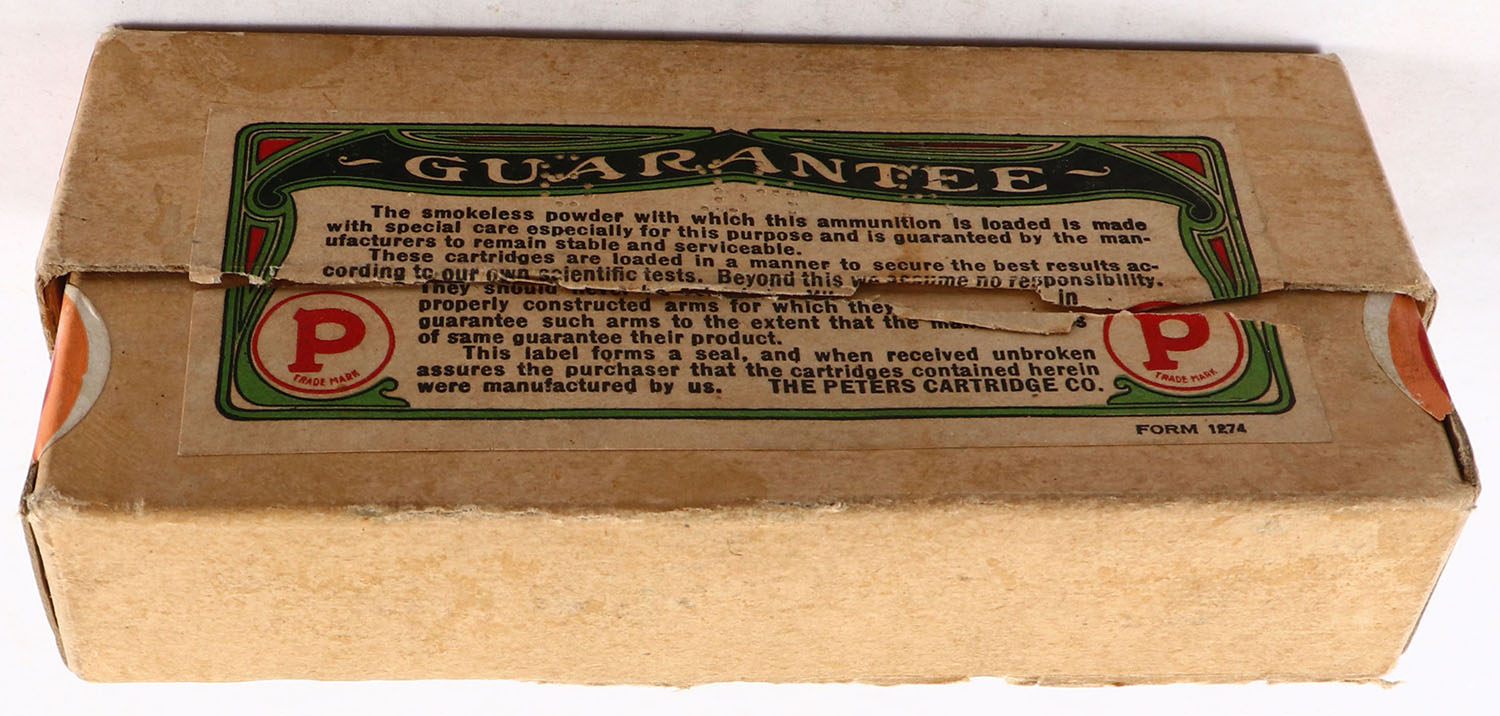 ~ GUARANTEE ~
The smokeless powder with which this ammunition is loaded is made
with special care especially for this purpose and is guaranteed by the man-
ufacturers to remain stable and serviceable.
These cartridges are loaded in a manner to secure the best results ac-
cording to our own scientific tests. Beyond this we assume no responsibility.
They should in
properly constructed arms for which they
guarantee such arms to the extent that the
of same guarantee their product.
This label forms a seal, and when received unbroken
assures the purchaser that the cartridges contained herein
were manufactured by us. THE PETERS CARTRIDGE CO.
P
TRADE MARK
P
TRADE MARK
FORM 1274